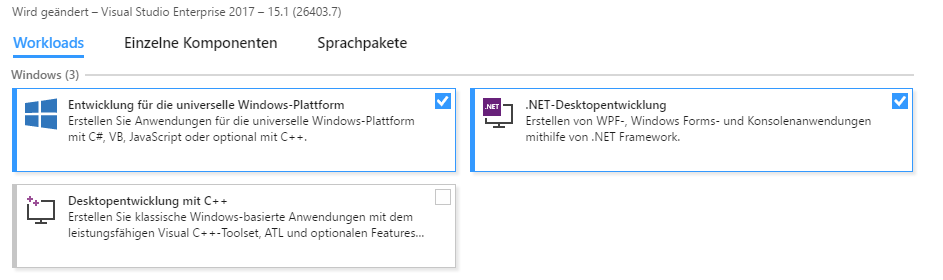 Wird geändert – Visual Studio Enterprise 2017 – 15.1 (26403.7)
Workloads Einzelne Komponenten Sprachpakete
Windows (3)
Entwicklung für die universelle Windows-Plattform
Erstellen Sie Anwendungen für die universelle Windows-Plattform
mit C#, VB, JavaScript oder optional mit C++.
.NET
.NET-Desktopentwicklung
Erstellen von WPF-, Windows Forms- und Konsolenanwendungen
mithilfe von .NET Framework.
Desktopentwicklung mit C++
Erstellen Sie klassische Windows-basierte Anwendungen mit dem
leistungsfähigen Visual C++-Toolset, ATL und optionalen Features...